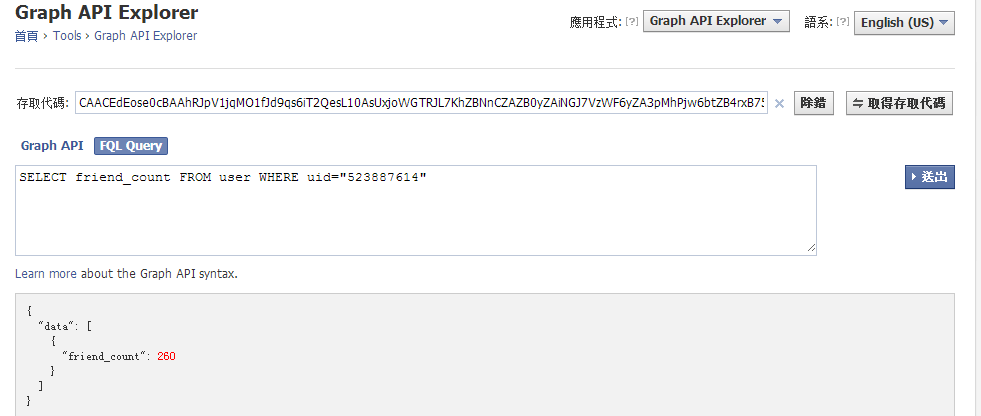 Graph API Explorer
首頁 › Tools › Graph API Explorer
應用程式: [?] Graph API Explorer 語系: [?] English (US)
存取代碼: CAACEdEose0cBAAhRJpV1jqMO1fJd9qs6iT2QesL10AsUxjoWGTRJL7KhZBNnCZAZB0yZAiNGJ7VzWF6yZA3pMhPjw6btZB4rxB75 × 除錯 取得存取代碼
Graph API FQL Query
SELECT friend_count FROM user WHERE uid="523887614"
送出
Learn more about the Graph API syntax.
{
"data": [
{
"friend_count": 260
}
]
}